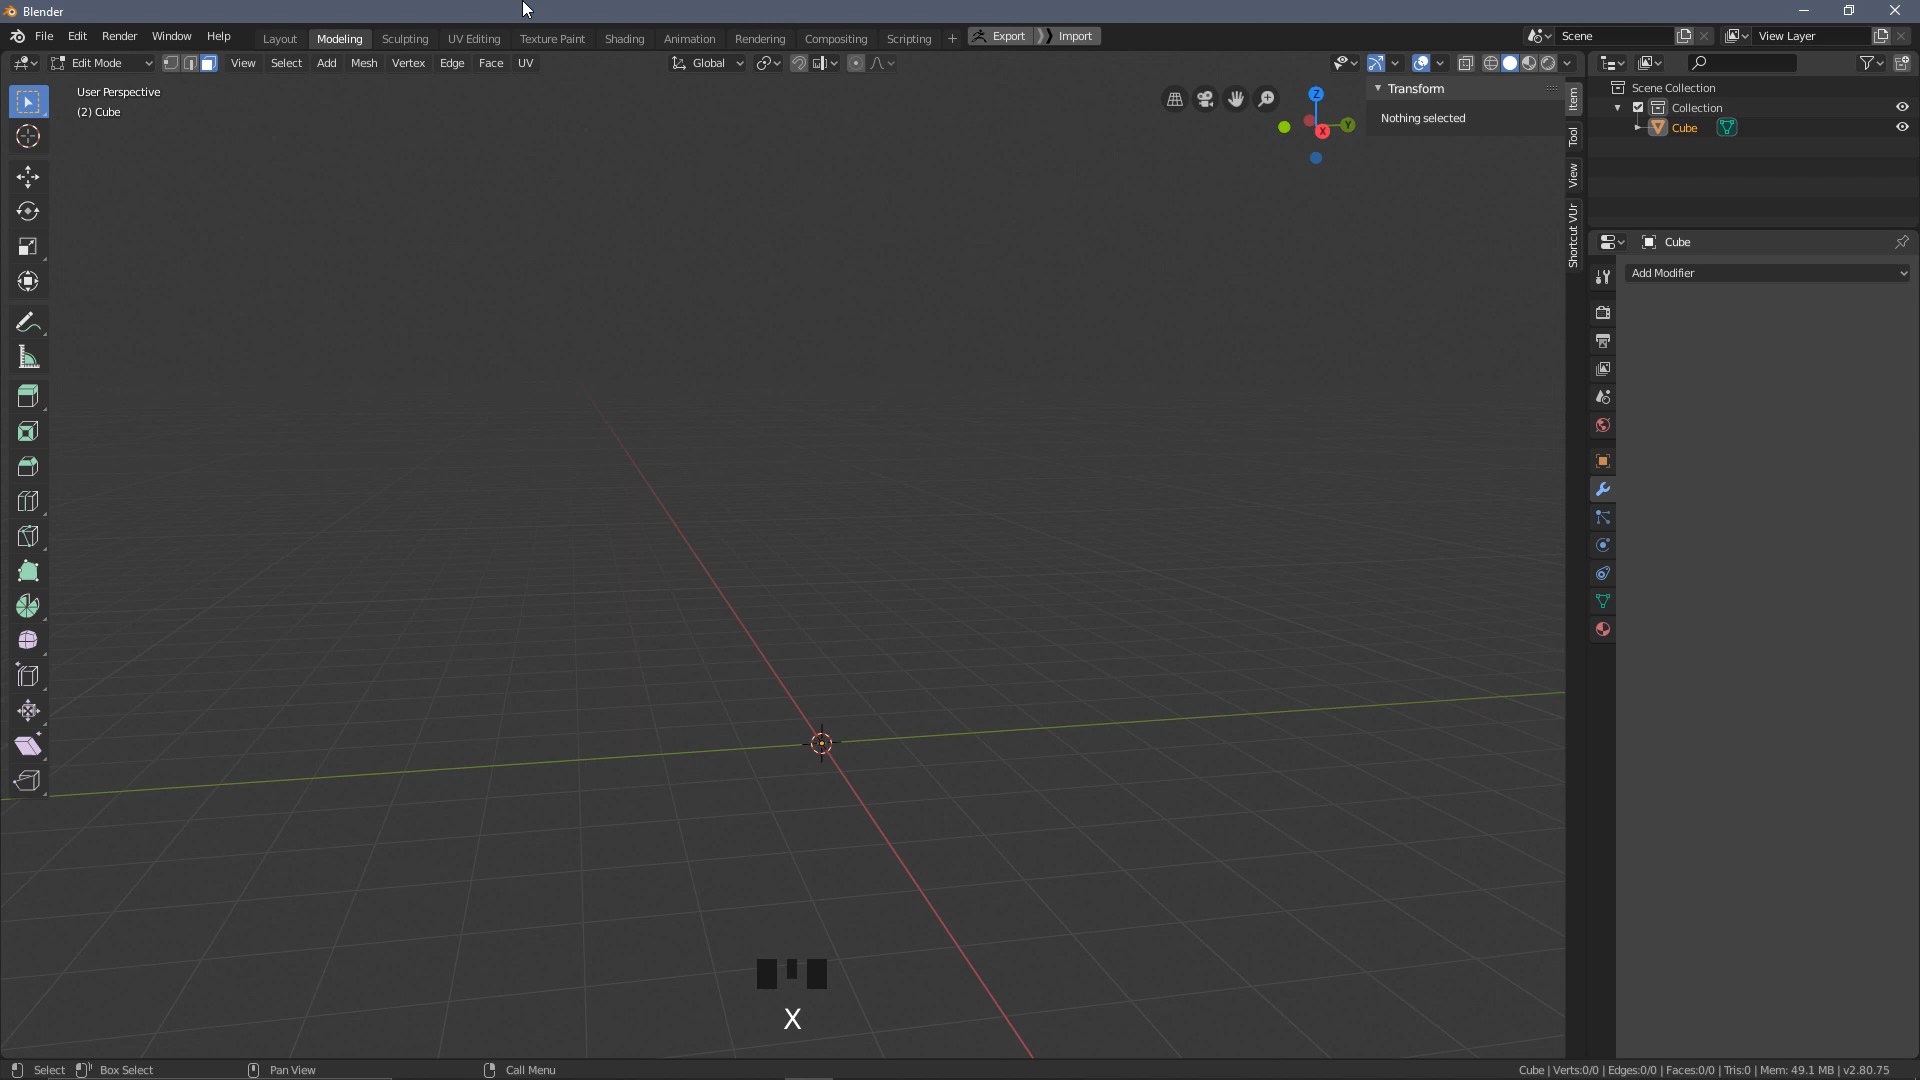 Blender
File Edit Render Window Help Layout Modeling Sculpting UV Editing Texture Paint Shading Animation Rendering Compositing Scripting + Export Import Scene View Layer
Edit Mode View Select Add Mesh Vertex Edge Face UV Global
User Perspective
(2) Cube
Z
Y
X
Transform
Nothing selected
Item
Tool
View
Shortcut VUr
Scene Collection
Collection
Cube
Cube
Add Modifier
X
Select Box Select Pan View Call Menu Cube | Verts:0/0 | Edges:0/0 | Faces:0/0 | Tris:0 | Mem: 49.1 MB | v2.80.75